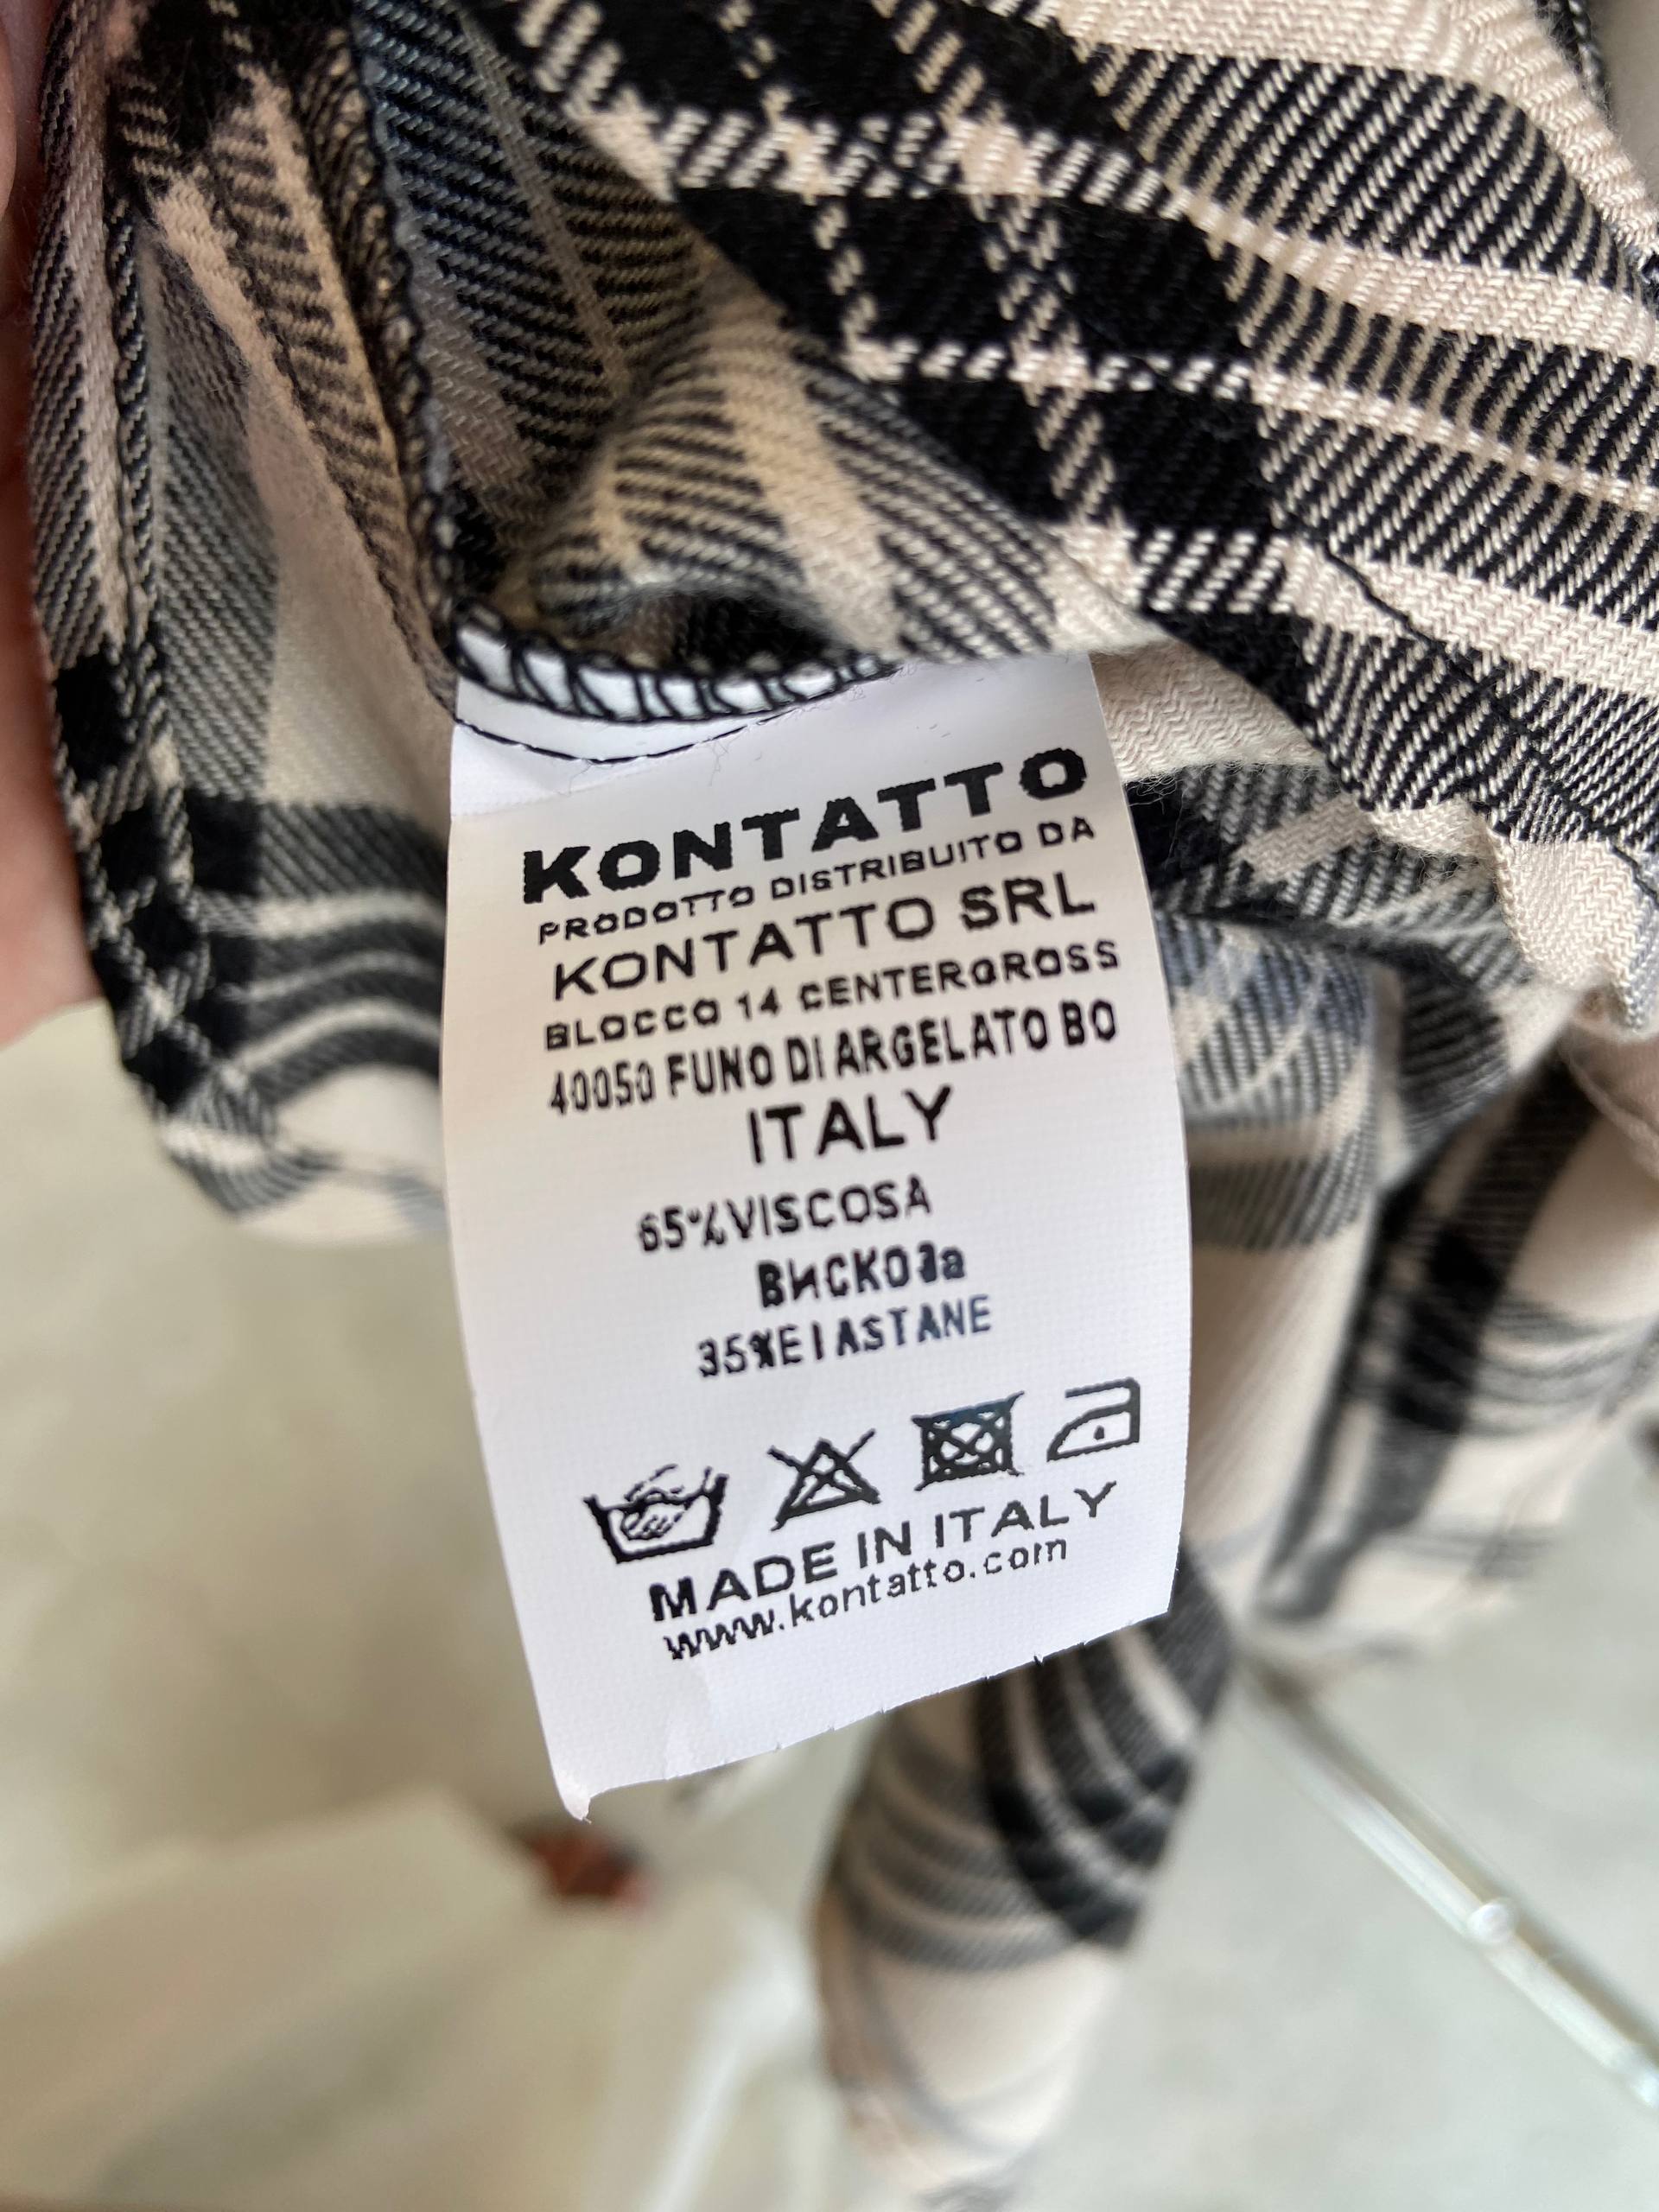 KONTATTO
PRODOTTO DISTRIBUITO DA
KONTATTO SRL
BLOCCO 14 CENTERGROSS
40050 FUNO DI ARGELATO BO
ITALY
65%VISCOSA
ВИСКОЗа
35%ElASTANE
MADE IN ITALY
www.kontatto.com